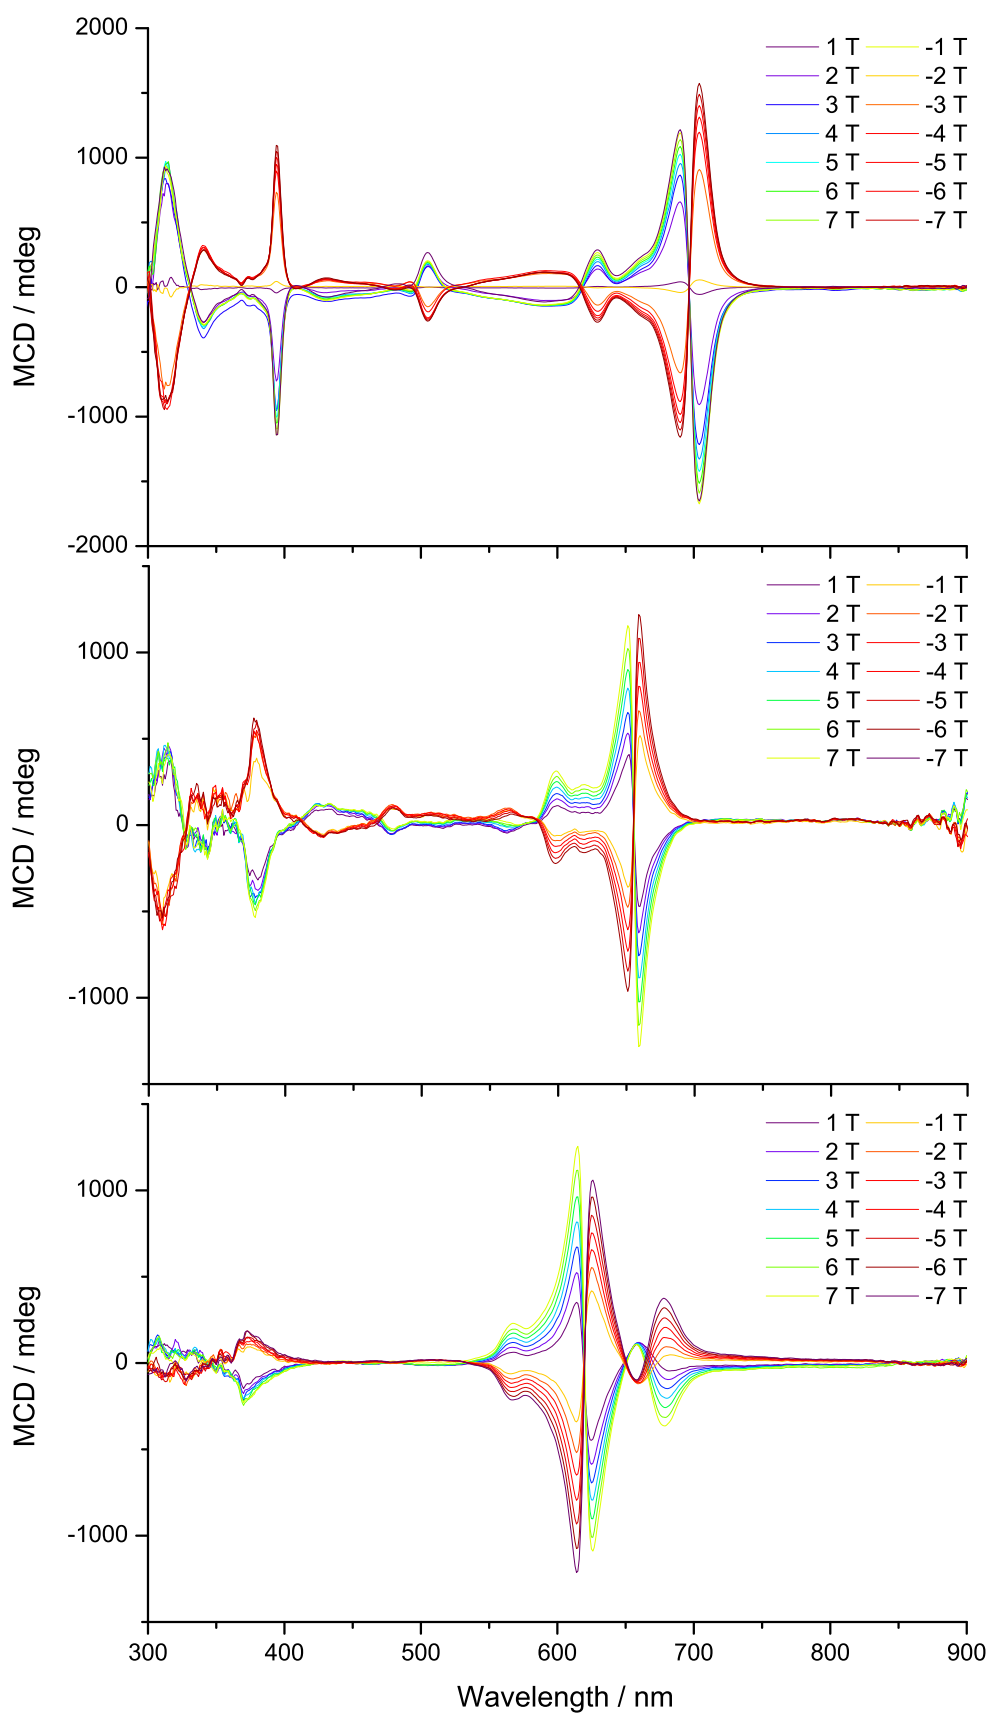 2000
1000
0
-1000
-2000
MCD / mdeg
1 T -1 T
2 T -2 T
3 T -3 T
4 T -4 T
5 T -5 T
6 T -6 T
7 T -7 T
1000
0
-1000
MCD / mdeg
1 T -1 T
2 T -2 T
3 T -3 T
4 T -4 T
5 T -5 T
6 T -6 T
7 T -7 T
1000
0
-1000
MCD / mdeg
1 T -1 T
2 T -2 T
3 T -3 T
4 T -4 T
5 T -5 T
6 T -6 T
7 T -7 T
300 400 500 600 700 800 900
Wavelength / nm